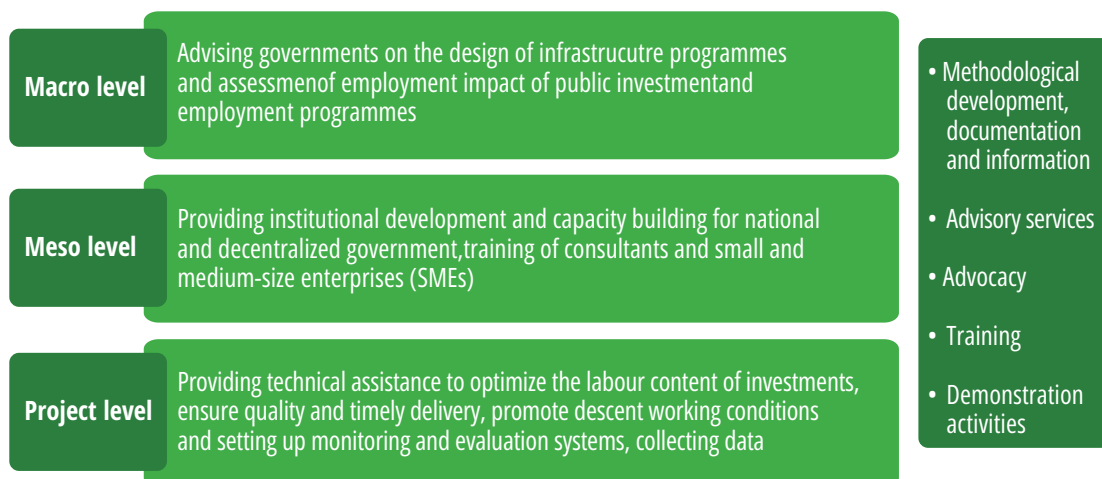 Macro level
Advising governments on the design of infrastrucutre programmes
and assessmenof employment impact of public investmentand
employment programmes
Meso level
Providing institutional development and capacity building for national
and decentralized government,training of consultants and small and
medium-size enterprises (SMEs)
Project level
Providing technical assistance to optimize the labour content of investments,
ensure quality and timely delivery, promote descent working conditions
and setting up monitoring and evaluation systems, collecting data
• Methodological
development,
documentation
and information
• Advisory services
• Advocacy
• Training
• Demonstration
activities